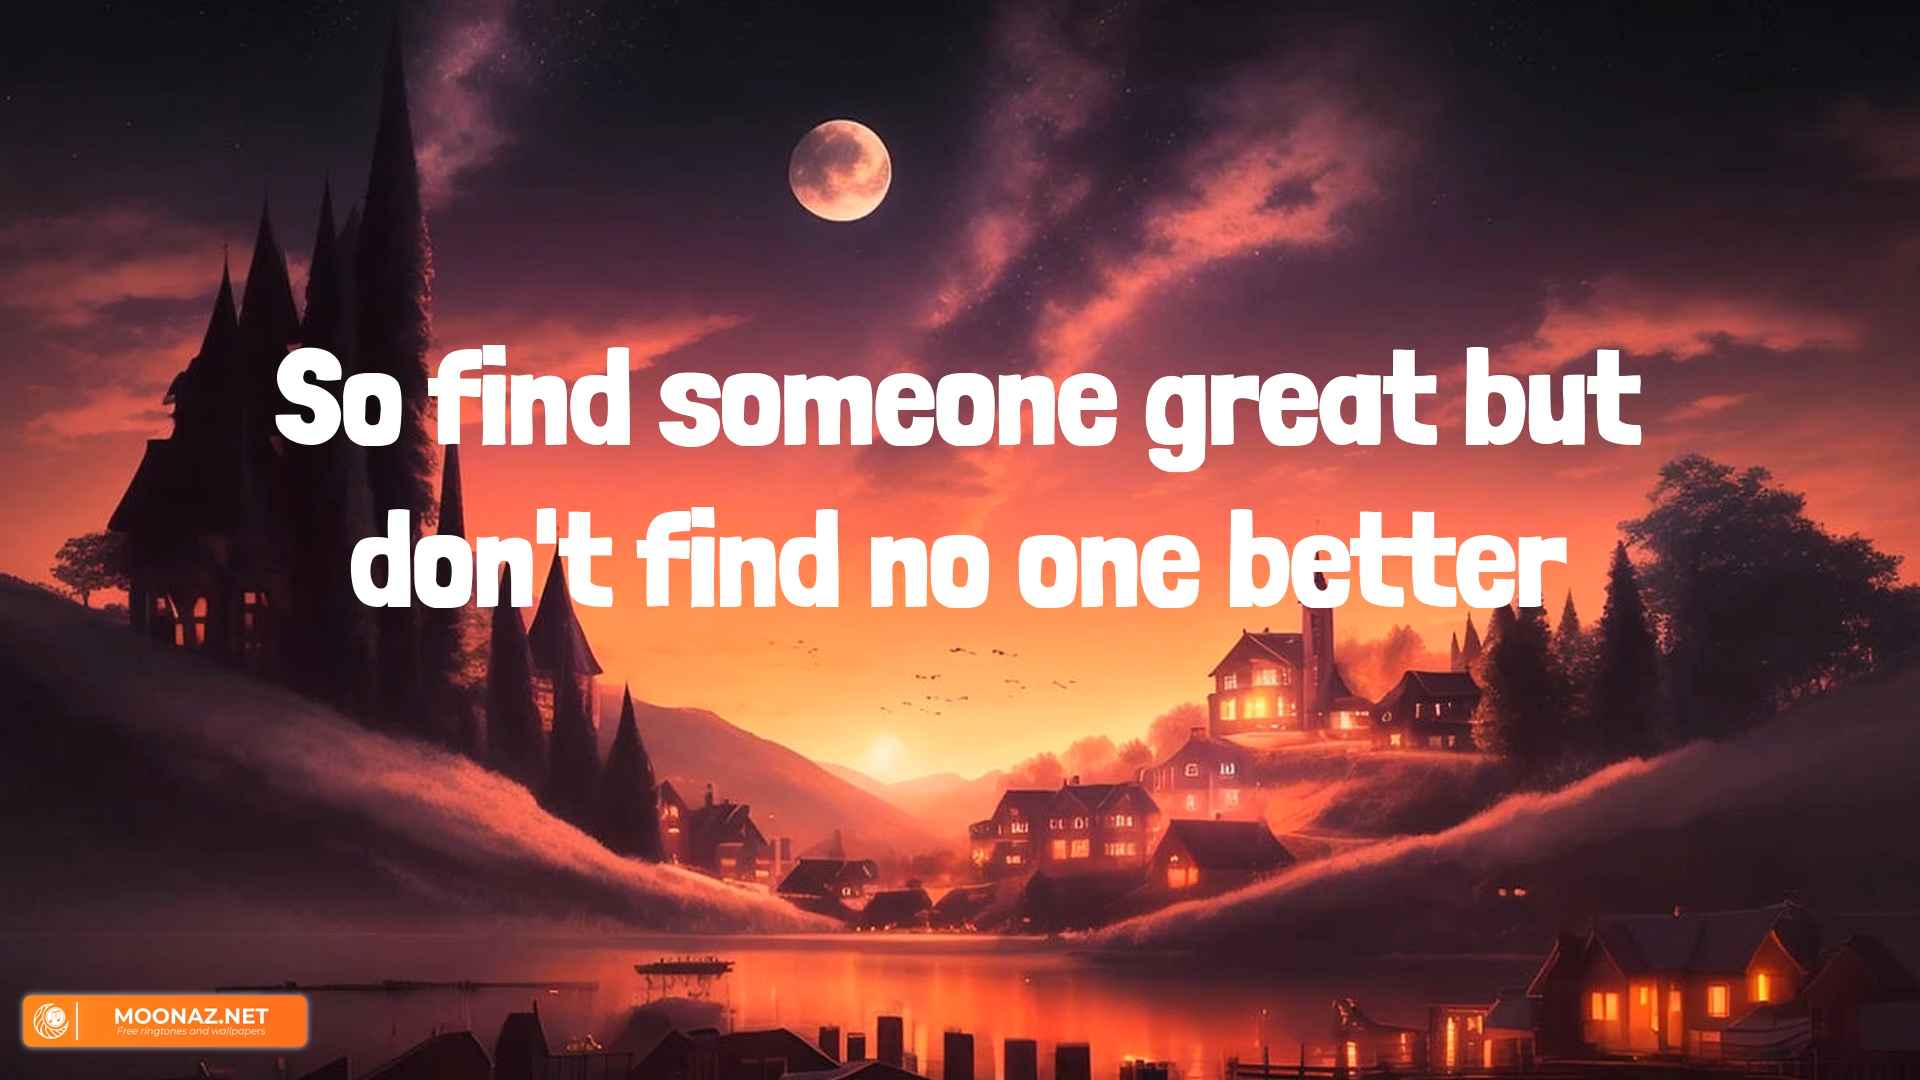 So find someone great but
don't find no one better
MOONAZ.NET
Free ringtones and wallpapers